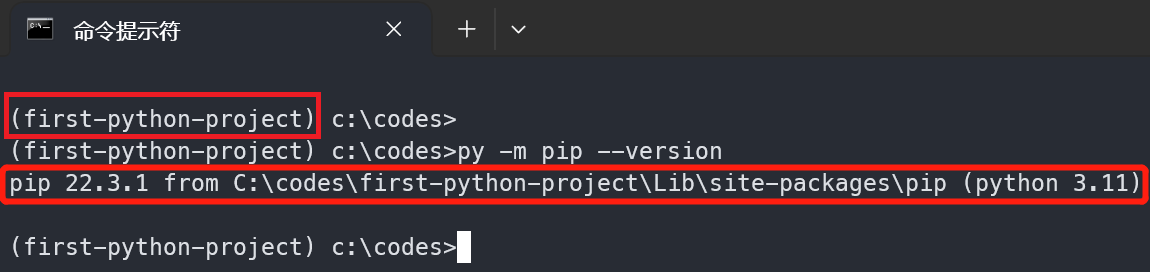 命令提示符
(first-python-project) c:\codes>
(first-python-project) c:\codes>py -m pip --version
pip 22.3.1 from C:\codes\first-python-project\Lib\site-packages\pip (python 3.11)
(first-python-project) c:\codes>